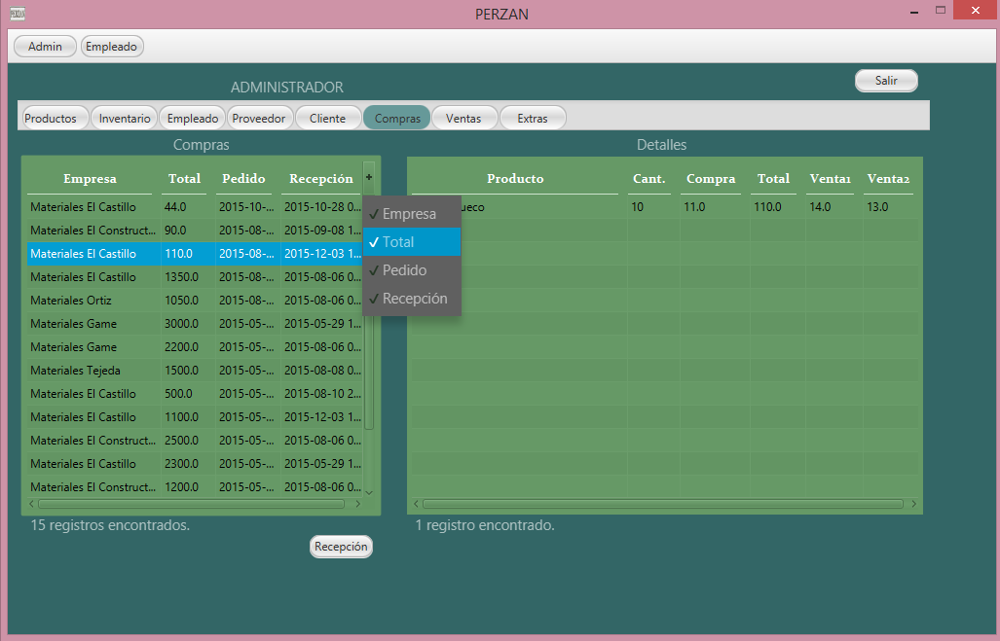 PERZAN
PERZAN
Admin Empleado
Salir
ADMINISTRADOR
Productos Inventario Empleado Proveedor Cliente Compras Ventas Extras
Compras Detalles
Empresa Total Pedido Recepción +
Producto Cant. Compra Total Venta1 Venta2
Materiales El Castillo 44.0 2015-10-... 2015-10-28 0...
ueco 10 11.0 110.0 14.0 13.0
Materiales El Construct... 90.0 2015-08-... 2015-09-08 1...
Materiales El Castillo 110.0 2015-08-... 2015-12-03 1...
Materiales El Castillo 1350.0 2015-08-... 2015-08-06 0...
Materiales Ortiz 1050.0 2015-08-... 2015-08-06 0...
Materiales Game 3000.0 2015-05-... 2015-05-29 1...
Materiales Game 2200.0 2015-05-... 2015-08-06 0...
Materiales Tejeda 1500.0 2015-05-... 2015-08-08 0...
Materiales El Castillo 500.0 2015-05-... 2015-08-10 2...
Materiales El Castillo 1100.0 2015-05-... 2015-12-03 1...
Materiales El Construct... 2500.0 2015-05-... 2015-08-06 0...
Materiales El Castillo 2300.0 2015-05-... 2015-05-29 1...
Materiales El Construct... 1200.0 2015-05-... 2015-08-06 0...
✓ Empresa
✓ Total
✓ Pedido
✓ Recepción
15 registros encontrados.
1 registro encontrado.
Recepción